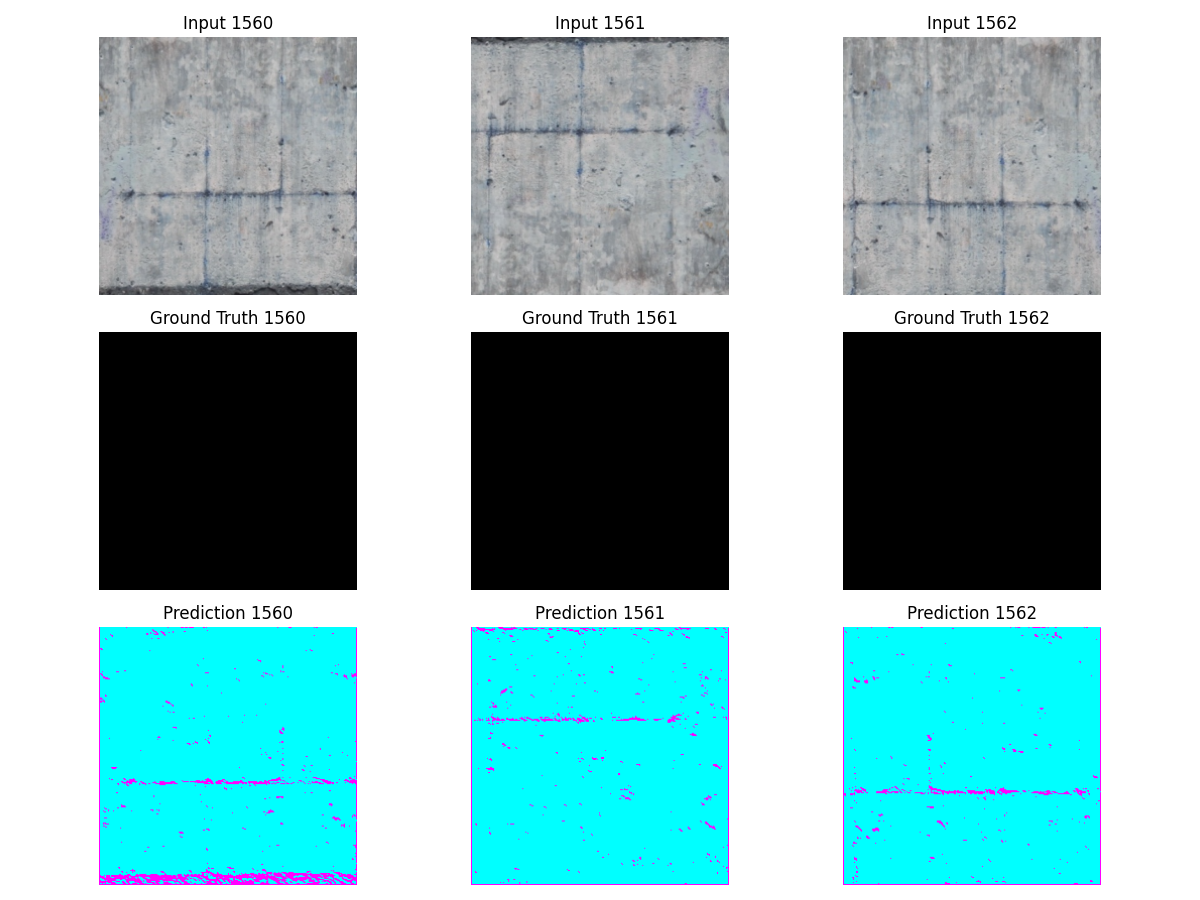 Input 1560
Input 1561
Input 1562
Ground Truth 1560
Ground Truth 1561
Ground Truth 1562
Prediction 1560
Prediction 1561
Prediction 1562